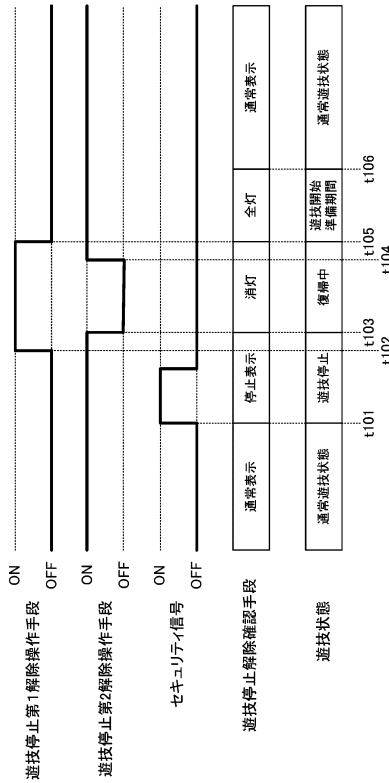 遊技停止第1解除操作手段
ON
OFF
遊技停止第2解除操作手段
ON
OFF
セキュリティ信号
ON
OFF
遊技停止解除確認手段
通常表示
停止表示
消灯
全灯
通常表示
遊技状態
通常遊技状態
遊技停止
復帰中
遊技開始
準備期間
通常遊技状態
t101
t102
t103
t104
t105
t106